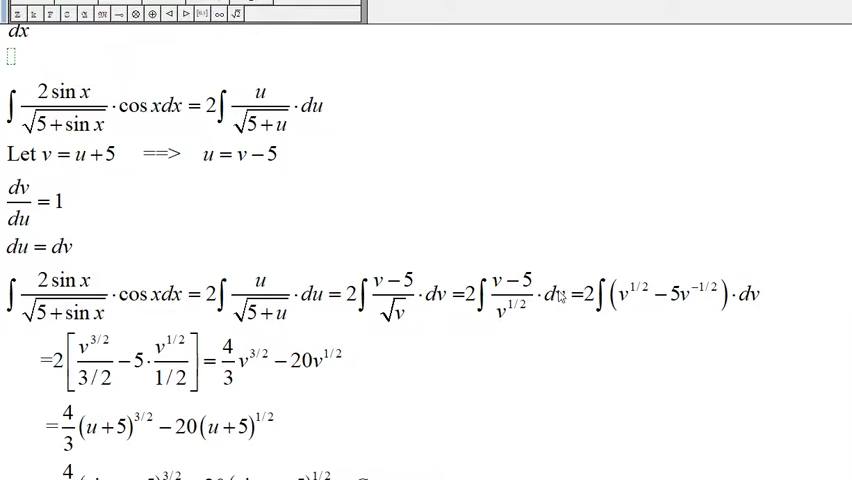 dx
∫ 2 sin x / √(5 + sin x) · cos xdx = 2∫ u / √(5 + u) · du
Let v = u + 5 ==> u = v − 5
dv/du = 1
du = dv
∫ 2 sin x / √(5 + sin x) · cos xdx = 2∫ u / √(5 + u) · du = 2∫ (v − 5)/√v · dv =2∫ (v − 5)/v^(1/2) · dv =2∫ (v^(1/2) − 5v^(−1/2)) · dv
=2[v^(3/2)/(3/2) − 5 · v^(1/2)/(1/2)] = 4/3 v^(3/2) − 20v^(1/2)
= 4/3 (u + 5)^(3/2) − 20(u + 5)^(1/2)